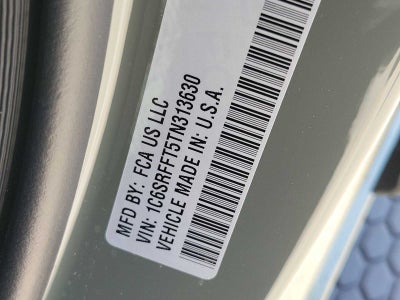 MFD BY: FCA US LLC
VIN: 1C6SRFFT5TN313630
VEHICLE MADE IN: U.S.A.